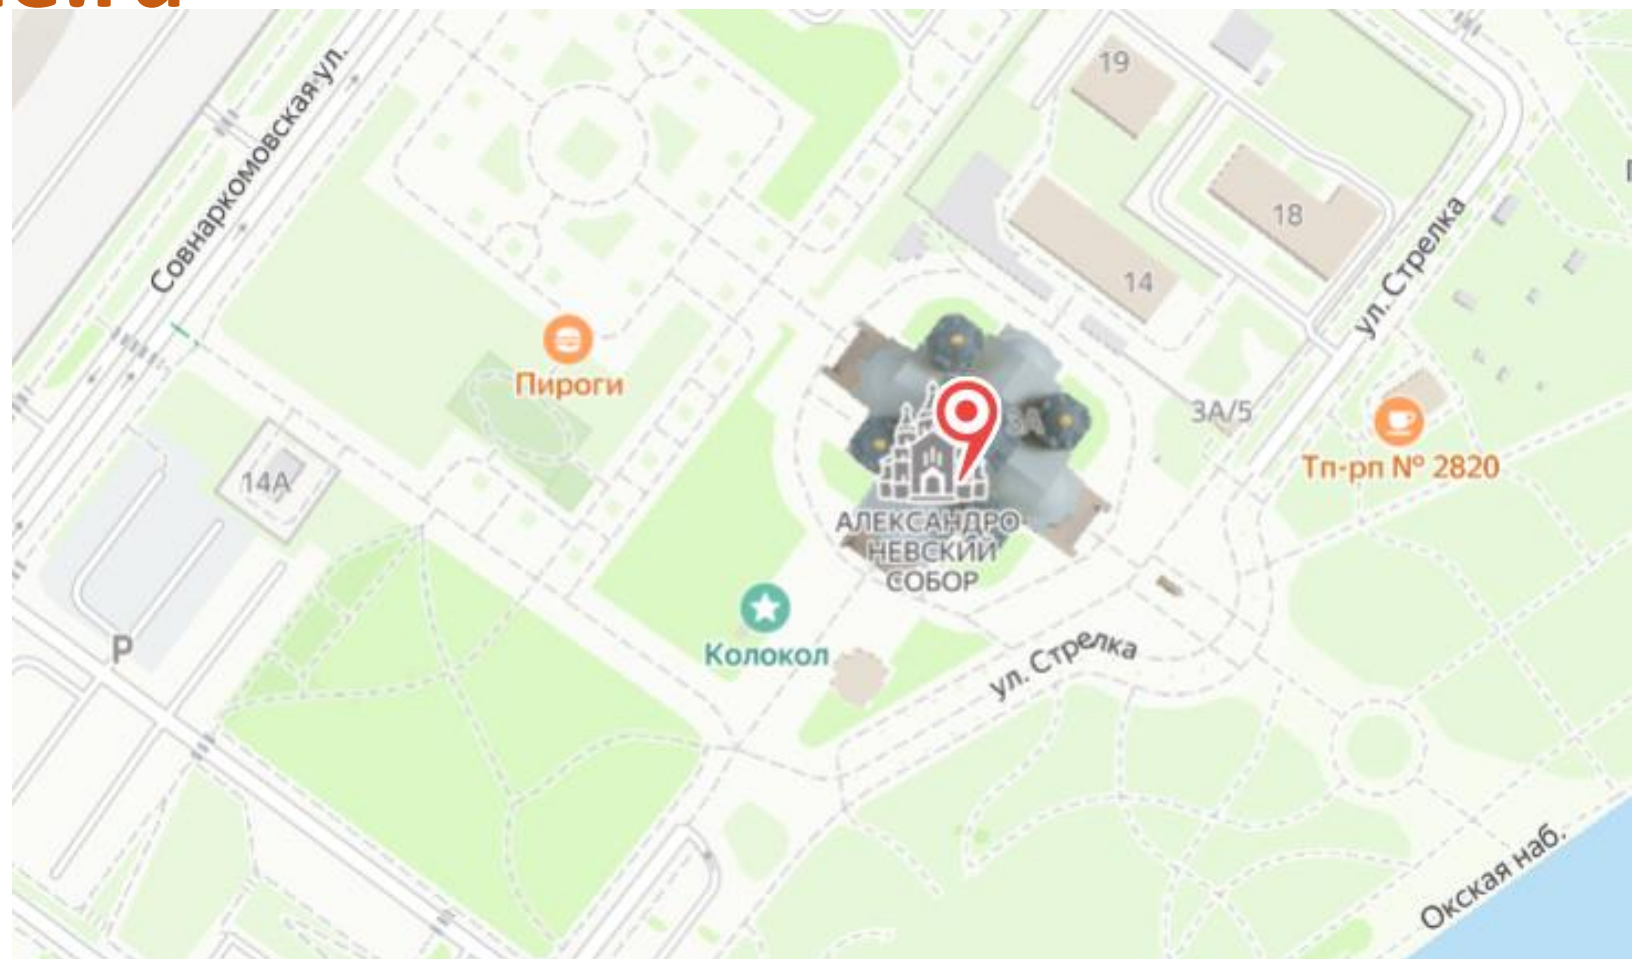 19
Совнаркомовская ул.
18
ул. Стрелка
14
Пироги
3А/5
3А
Тп-рп № 2820
14А
АЛЕКСАНДРО-
НЕВСКИЙ
СОБОР
Колокол
ул. Стрелка
P
Окская наб.